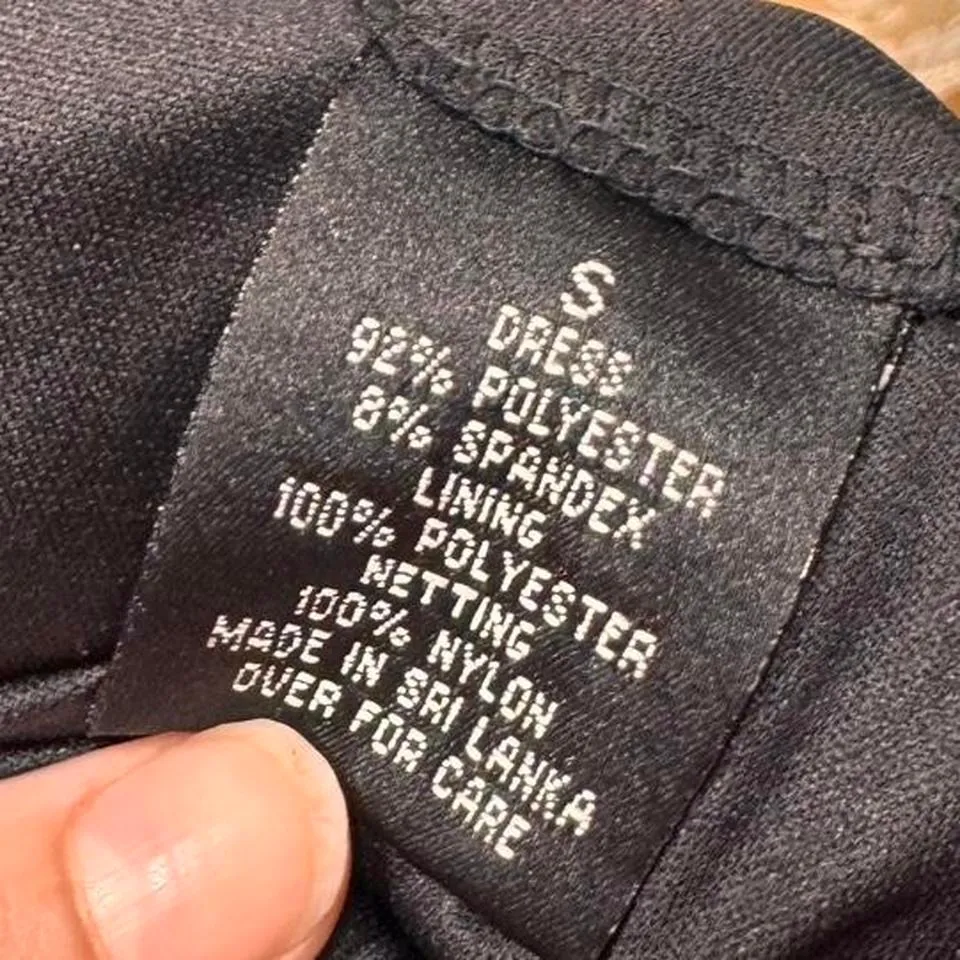 S
DRESS
92% POLYESTER
8% SPANDEX
LINING
100% POLYESTER
NETTING
100% NYLON
MADE IN SRI LANKA
OVER FOR CARE